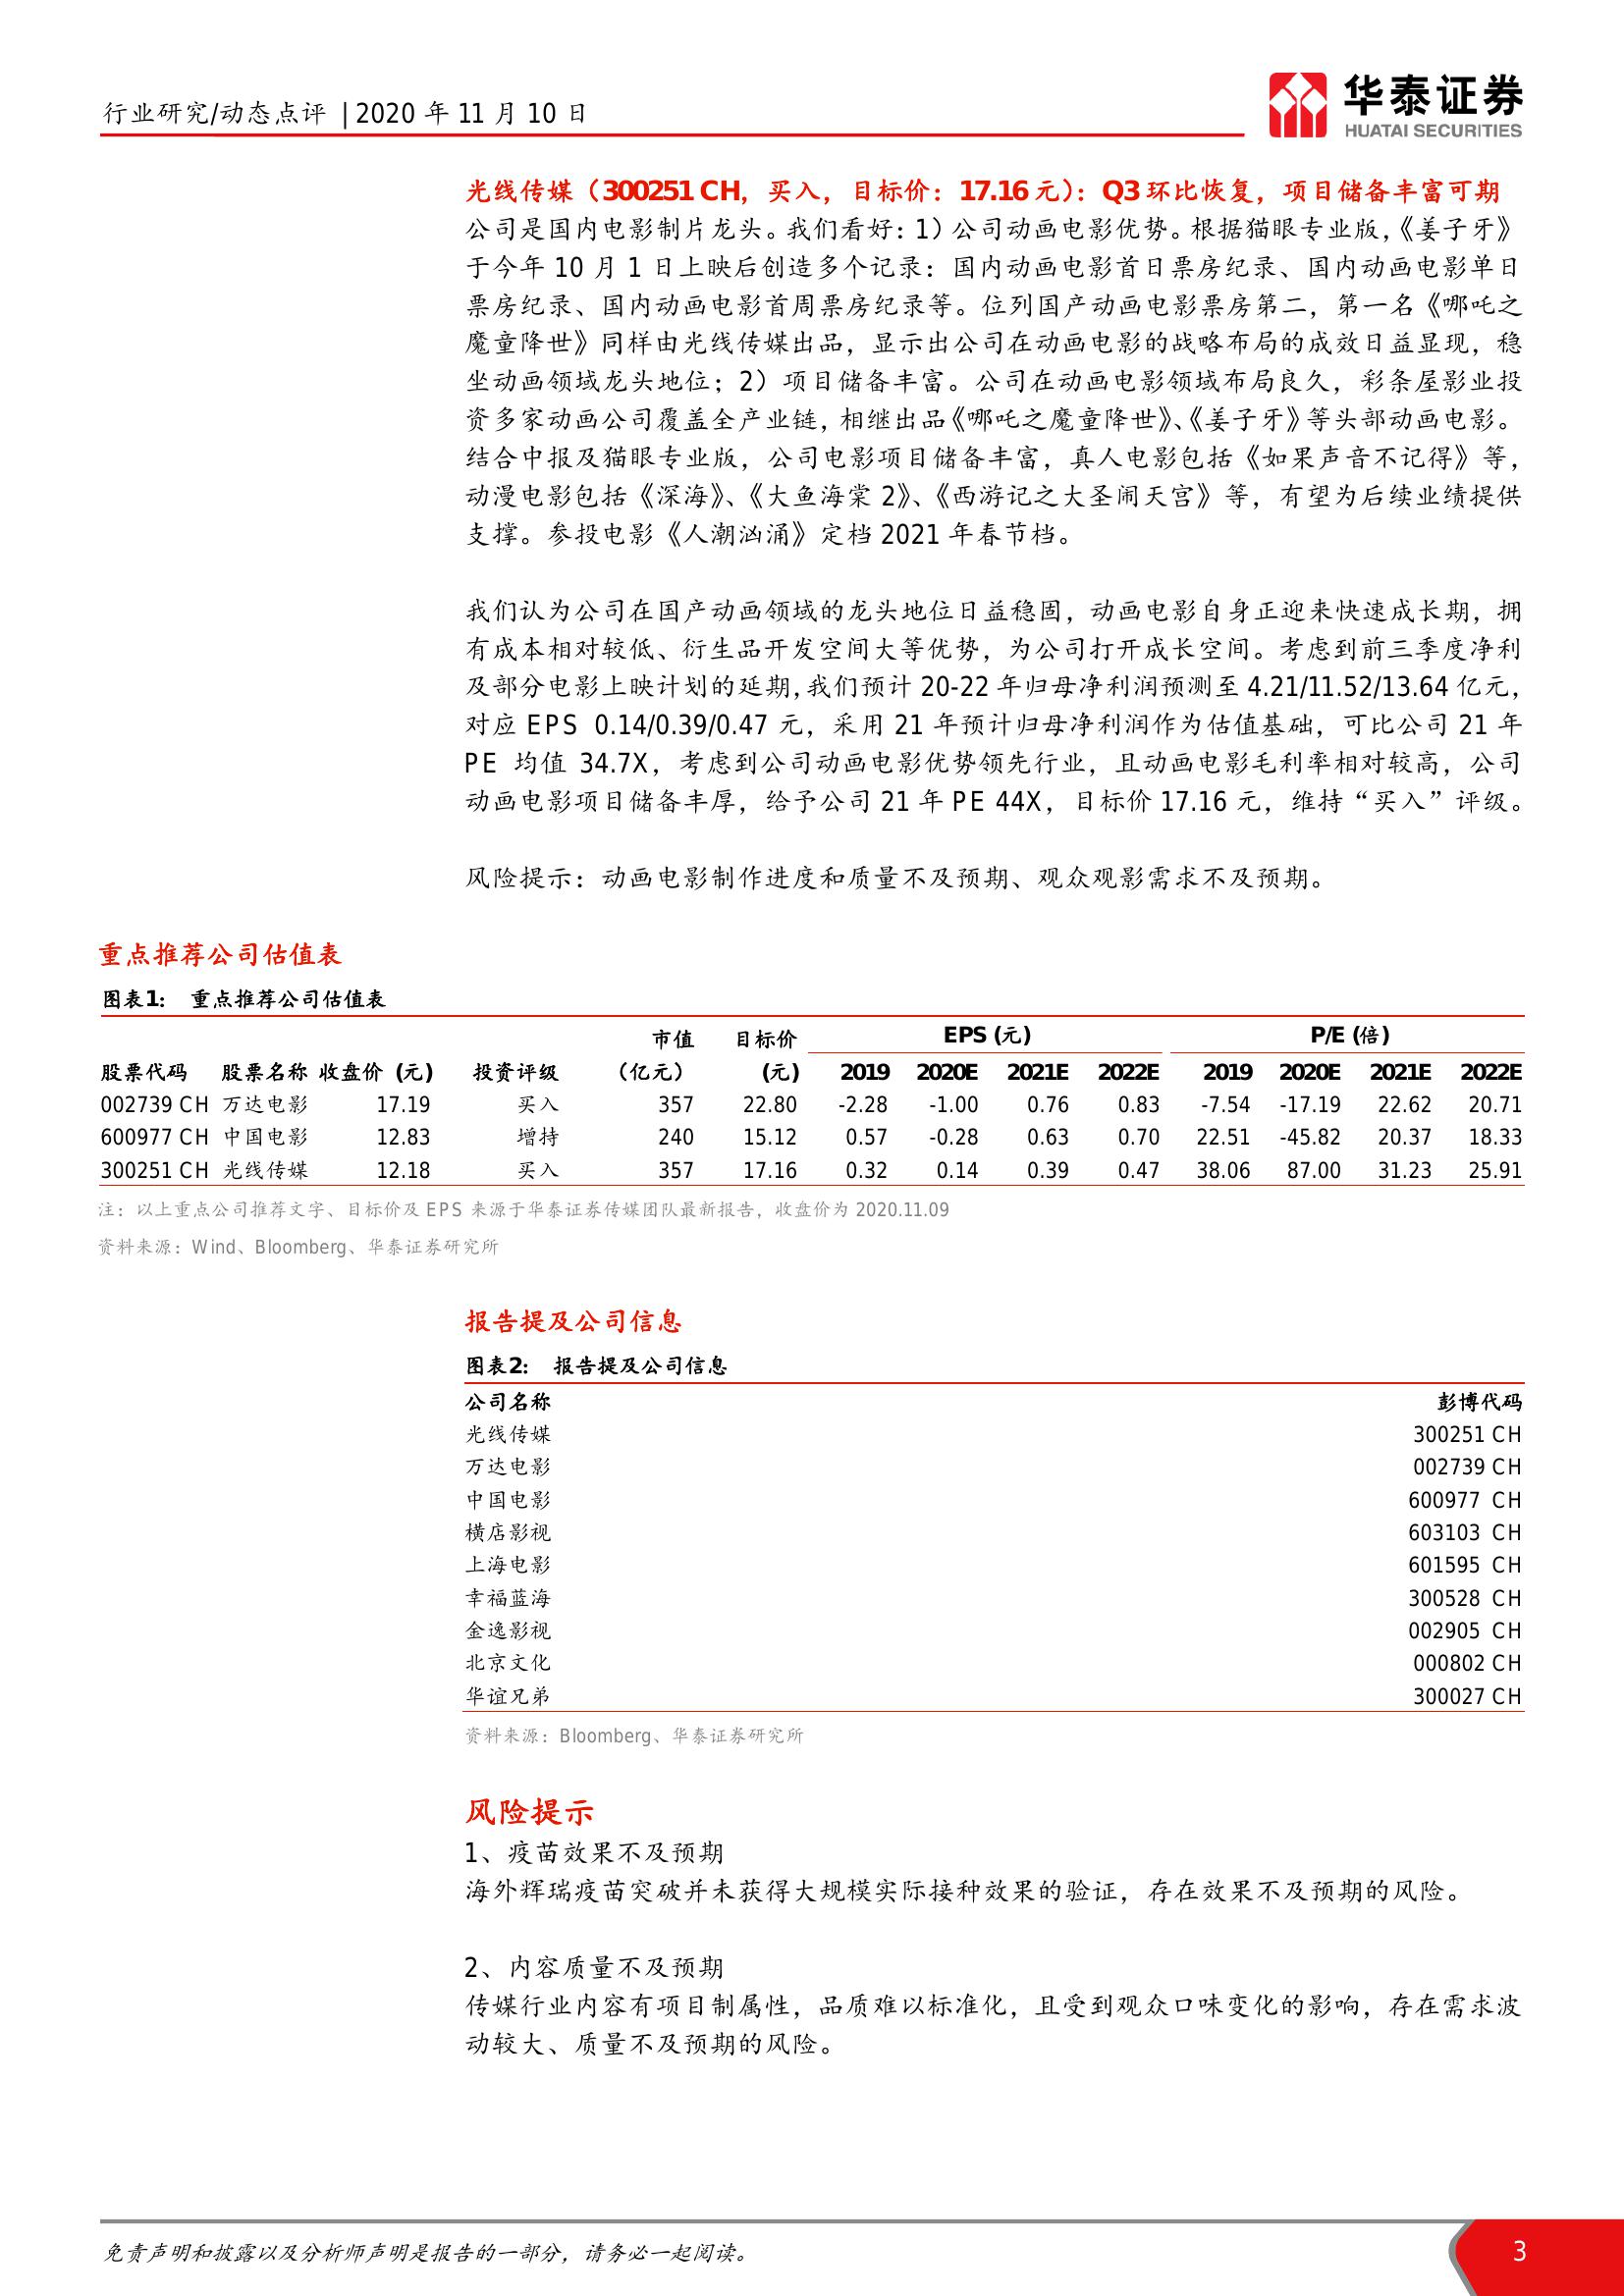 行业研究/动态点评 | 2020 年 11 月 10 日
华泰证券
HUATAI SECURITIES
光线传媒（300251 CH，买入，目标价：17.16 元）：Q3 环比恢复，项目储备丰富可期
公司是国内电影制片龙头。我们看好：1）公司动画电影优势。根据猫眼专业版，《姜子牙》
于今年 10 月 1 日上映后创造多个记录：国内动画电影首日票房纪录、国内动画电影单日
票房纪录、国内动画电影首周票房纪录等。位列国产动画电影票房第二，第一名《哪吒之
魔童降世》同样由光线传媒出品，显示出公司在动画电影的战略布局的成效日益显现，稳
坐动画领域龙头地位；2）项目储备丰富。公司在动画电影领域布局良久，彩条屋影业投
资多家动画公司覆盖全产业链，相继出品《哪吒之魔童降世》、《姜子牙》等头部动画电影。
结合中报及猫眼专业版，公司电影项目储备丰富，真人电影包括《如果声音不记得》等，
动漫电影包括《深海》、《大鱼海棠 2》、《西游记之大圣闹天宫》等，有望为后续业绩提供
支撑。参投电影《人潮汹涌》定档 2021 年春节档。
我们认为公司在国产动画领域的龙头地位日益稳固，动画电影自身正迎来快速成长期，拥
有成本相对较低、衍生品开发空间大等优势，为公司打开成长空间。考虑到前三季度净利
及部分电影上映计划的延期，我们预计 20-22 年归母净利润预测至 4.21/11.52/13.64 亿元，
对应 EPS 0.14/0.39/0.47 元，采用 21 年预计归母净利润作为估值基础，可比公司 21 年
PE 均值 34.7X，考虑到公司动画电影优势领先行业，且动画电影毛利率相对较高，公司
动画电影项目储备丰厚，给予公司 21 年 PE 44X，目标价 17.16 元，维持“买入”评级。
风险提示：动画电影制作进度和质量不及预期、观众观影需求不及预期。
重点推荐公司估值表
图表1： 重点推荐公司估值表
市值 目标价 EPS (元) P/E (倍)
股票代码 股票名称 收盘价 (元) 投资评级 （亿元） (元) 2019 2020E 2021E 2022E 2019 2020E 2021E 2022E
002739 CH 万达电影 17.19 买入 357 22.80 -2.28 -1.00 0.76 0.83 -7.54 -17.19 22.62 20.71
600977 CH 中国电影 12.83 增持 240 15.12 0.57 -0.28 0.63 0.70 22.51 -45.82 20.37 18.33
300251 CH 光线传媒 12.18 买入 357 17.16 0.32 0.14 0.39 0.47 38.06 87.00 31.23 25.91
注：以上重点公司推荐文字、目标价及 EPS 来源于华泰证券传媒团队最新报告，收盘价为 2020.11.09
资料来源：Wind、Bloomberg、华泰证券研究所
报告提及公司信息
图表2： 报告提及公司信息
公司名称 彭博代码
光线传媒 300251 CH
万达电影 002739 CH
中国电影 600977 CH
横店影视 603103 CH
上海电影 601595 CH
幸福蓝海 300528 CH
金逸影视 002905 CH
北京文化 000802 CH
华谊兄弟 300027 CH
资料来源：Bloomberg、华泰证券研究所
风险提示
1、疫苗效果不及预期
海外辉瑞疫苗突破并未获得大规模实际接种效果的验证，存在效果不及预期的风险。
2、内容质量不及预期
传媒行业内容有项目制属性，品质难以标准化，且受到观众口味变化的影响，存在需求波
动较大、质量不及预期的风险。
免责声明和披露以及分析师声明是报告的一部分，请务必一起阅读。
3